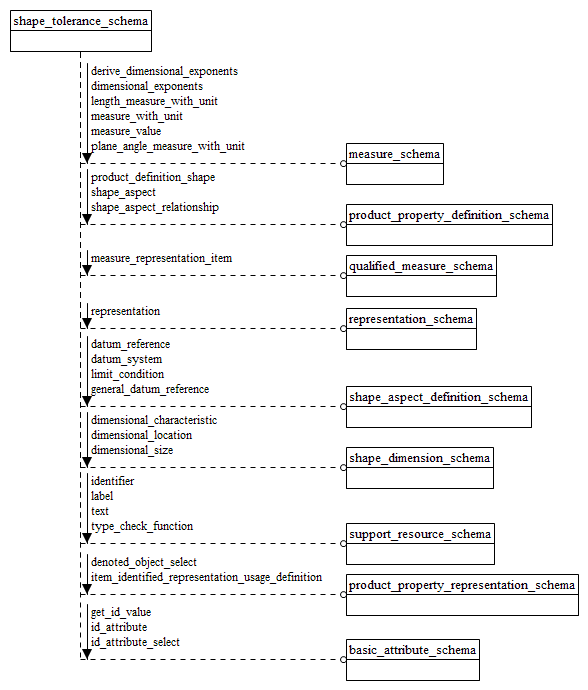 shape_tolerance_schema
derive_dimensional_exponents
dimensional_exponents
length_measure_with_unit
measure_with_unit
measure_value
plane_angle_measure_with_unit
measure_schema
product_definition_shape
shape_aspect
shape_aspect_relationship
product_property_definition_schema
measure_representation_item
qualified_measure_schema
representation
representation_schema
datum_reference
datum_system
limit_condition
general_datum_reference
shape_aspect_definition_schema
dimensional_characteristic
dimensional_location
dimensional_size
shape_dimension_schema
identifier
label
text
type_check_function
support_resource_schema
denoted_object_select
item_identified_representation_usage_definition
product_property_representation_schema
get_id_value
id_attribute
id_attribute_select
basic_attribute_schema